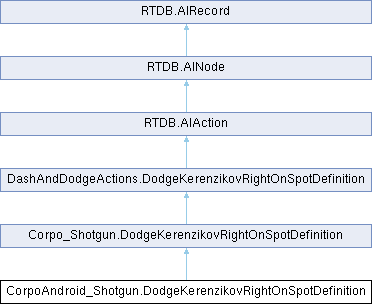 RTDB.AIRecord
RTDB.AINode
RTDB.AIAction
DashAndDodgeActions.DodgeKerenzikovRightOnSpotDefinition
Corpo_Shotgun.DodgeKerenzikovRightOnSpotDefinition
CorpoAndroid_Shotgun.DodgeKerenzikovRightOnSpotDefinition